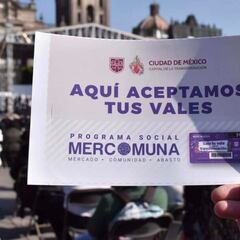 CIUDAD DE MÉXICO
CAPITAL DE LA TRANSFORMACIÓN
AQUÍ ACEPTAMOS
TUS VALES
PROGRAMA SOCIAL
MERCOMUNA
MERCADO • COMUNIDAD • ABASTO